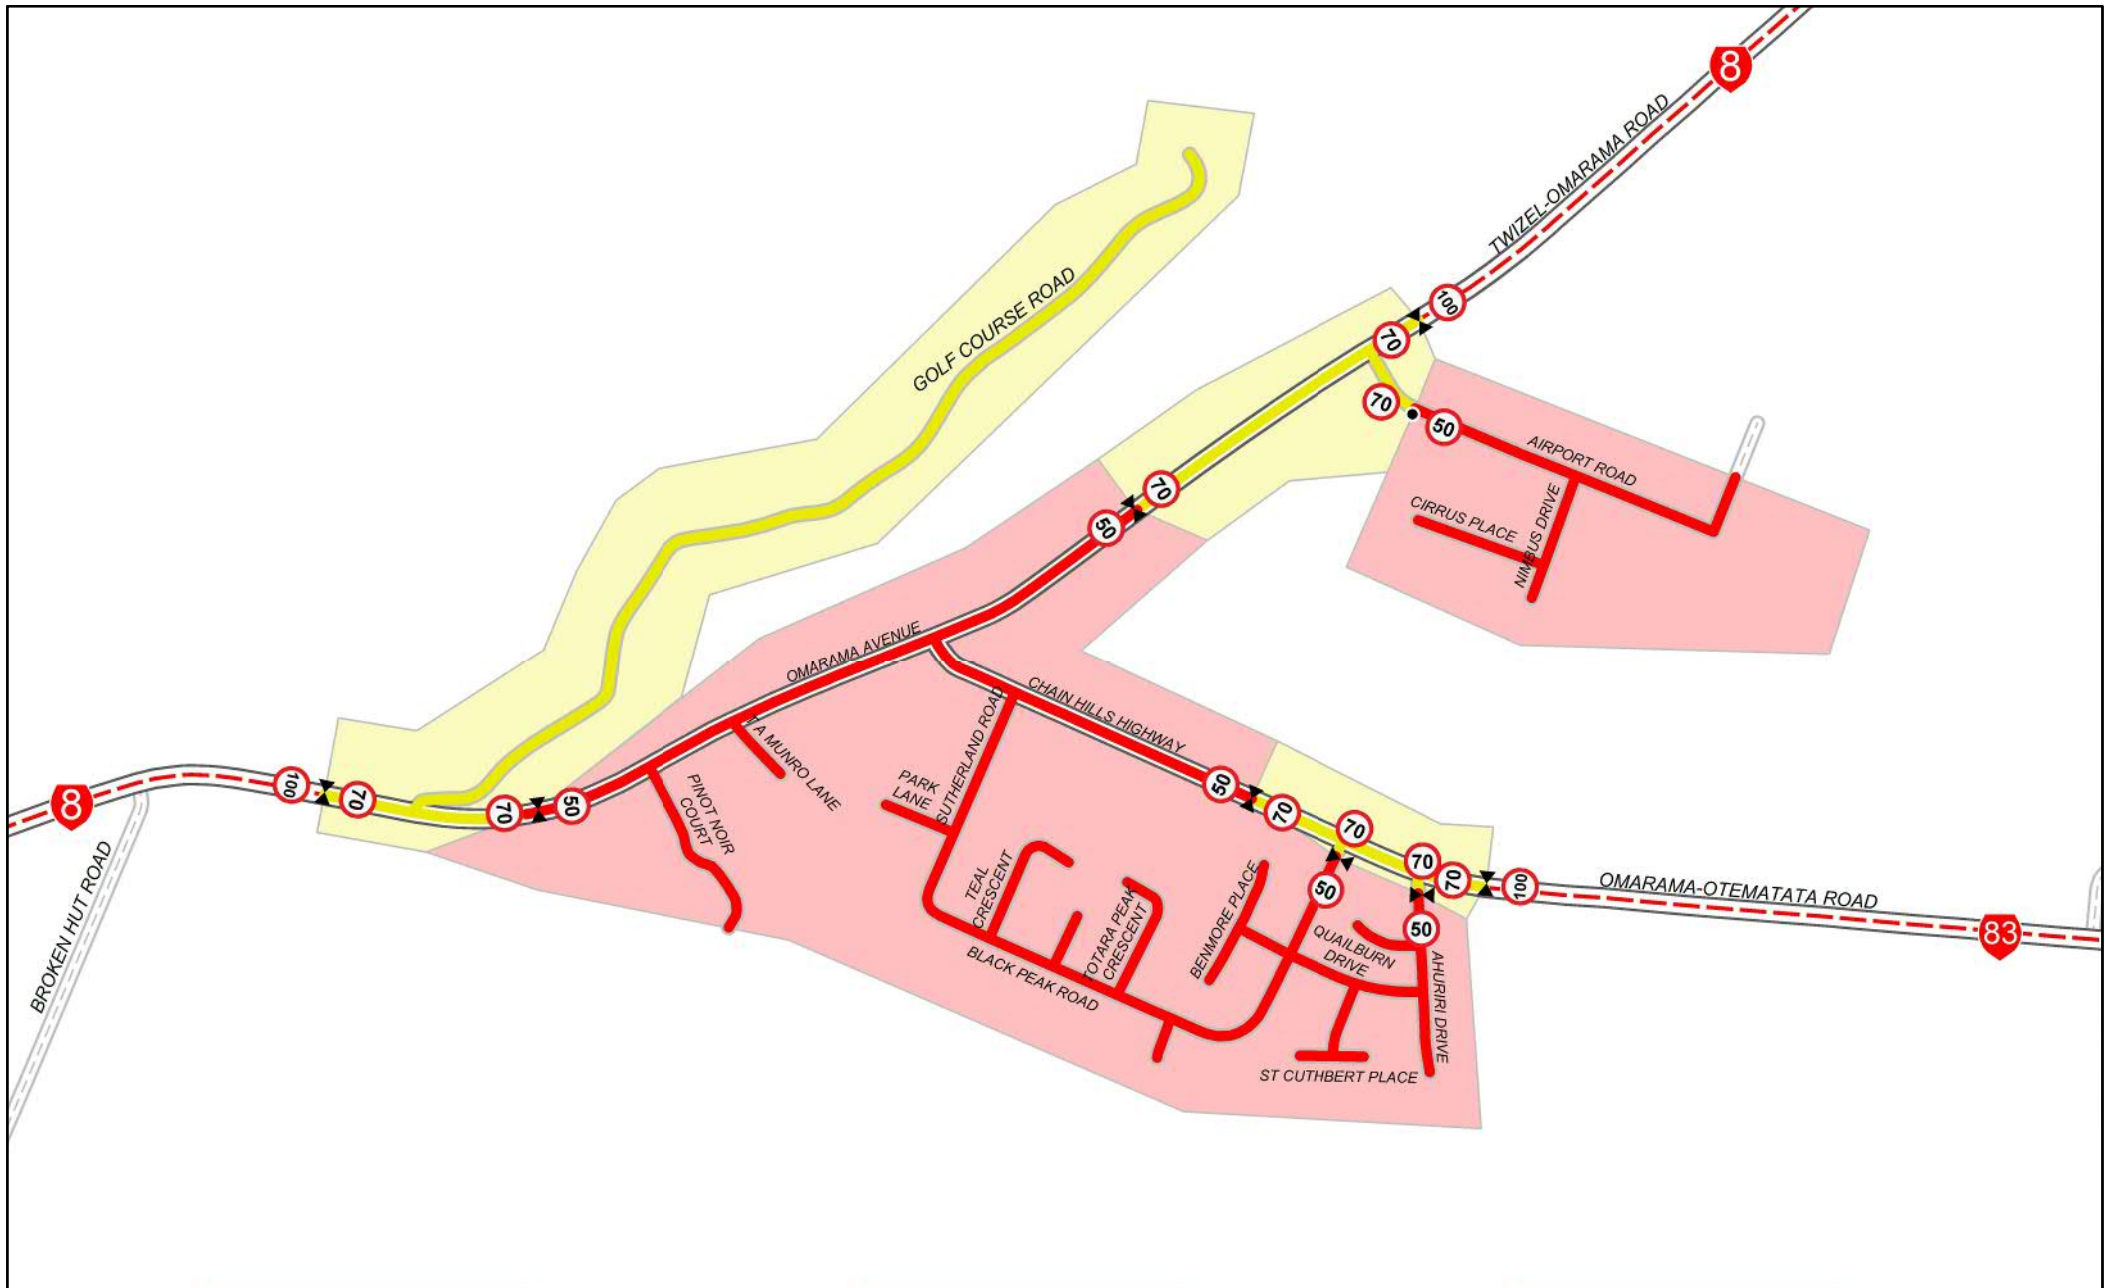 8
TWIZEL-OMARAMA ROAD
GOLF COURSE ROAD
100
70
70
50
AIRPORT ROAD
CIRRUS PLACE
NIMBUS DRIVE
70
50
OMARAMA AVENUE
CHAIN HILLS HIGHWAY
SUTHERLAND ROAD
PARK
LANE
T A MUNRO LANE
PINOT NOIR
COURT
8
100
70
70
50
50
70
70
70
70
100
OMARAMA-OTEMATATA ROAD
83
50
50
BROKEN HUT ROAD
TEAL
CRESCENT
TOTARA PEAK
CRESCENT
BENMORE PLACE
QUAILBURN
DRIVE
AHURIRI DRIVE
BLACK PEAK ROAD
ST CUTHBERT PLACE